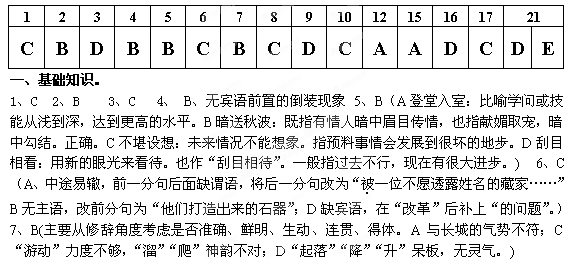 1 2 3 4 5 6 7 8 9 10 12 15 16 17 21
C B D B B C B C D C A A D C D E
一、基础知识。
1、C 2、B 3、C 4、B、无宾语前置的倒装现象 5、B（A登堂入室：比喻学问或技
能从浅到深，达到更高的水平。B暗送秋波：既指有情人暗中眉目传情，也指献媚取宠，暗
中勾结。正确。C不堪设想：未来情况不能想象。指预料事情会发展到很坏的地步。D刮目
相看：用新的眼光来看待。也作“刮目相待”。一般指过去不行，现在有很大进步。) 6、C
（A、中途易辙，前一分句后面缺谓语，将后一分句改为“被一位不愿透露姓名的藏家……”
B无主语，改前分句为“他们打造出来的石器”；D缺宾语，在“改革”后补上“的问题”。）
7、B(主要从修辞角度考虑是否准确、鲜明、生动、连贯、得体。A与长城的气势不符；C
“游动”力度不够，“溜”“爬”神韵不对；D“起落”“降”“升”呆板，无灵气。)